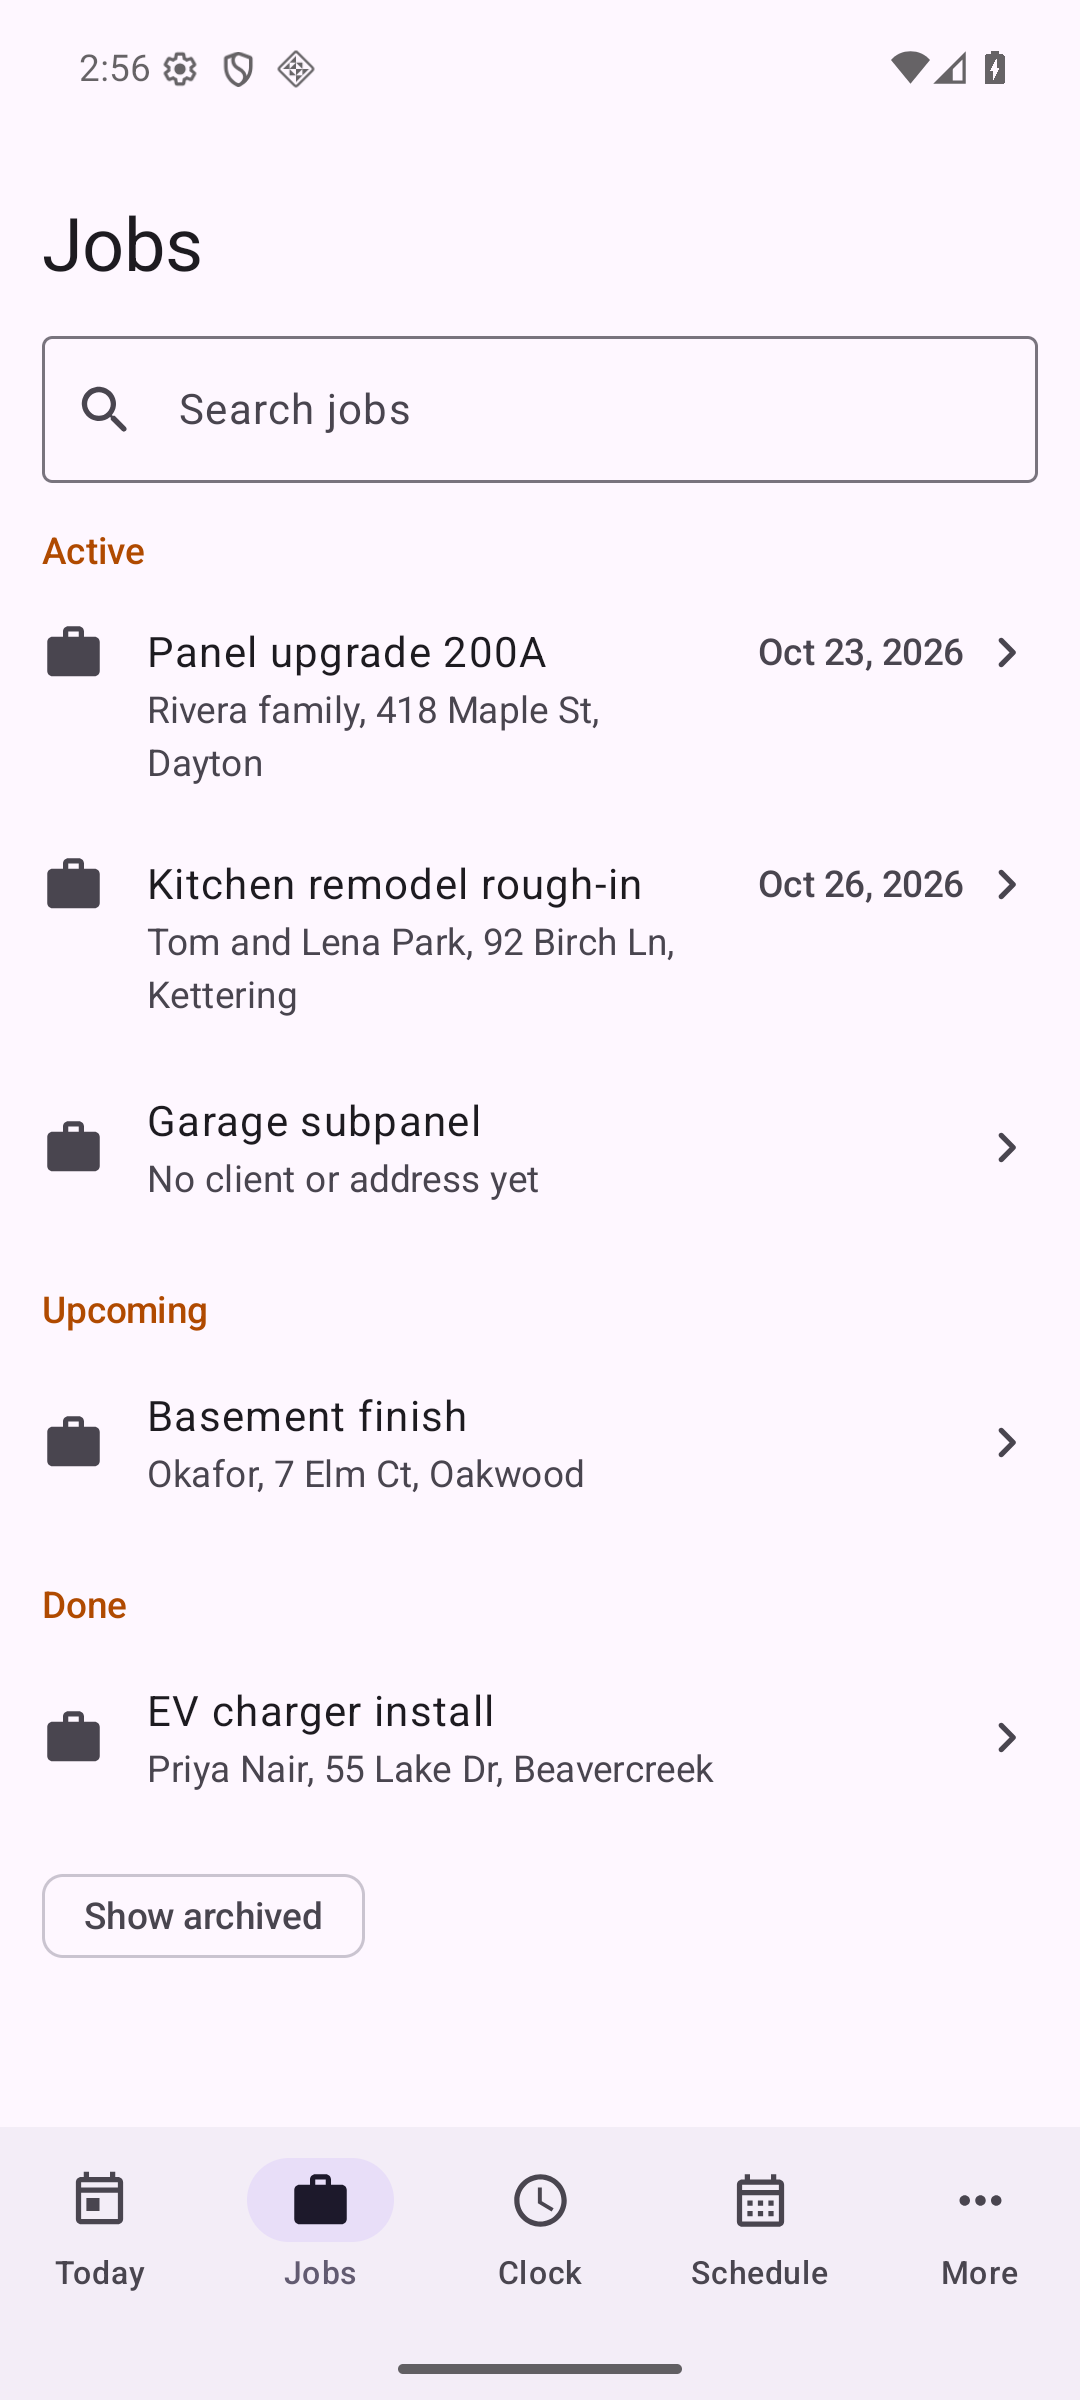 2:56
Jobs
Search jobs
Active
Panel upgrade 200A
Oct 23, 2026
Rivera family, 418 Maple St,
Dayton
Kitchen remodel rough-in
Oct 26, 2026
Tom and Lena Park, 92 Birch Ln,
Kettering
Garage subpanel
No client or address yet
Upcoming
Basement finish
Okafor, 7 Elm Ct, Oakwood
Done
EV charger install
Priya Nair, 55 Lake Dr, Beavercreek
Show archived
Today
Jobs
Clock
Schedule
More